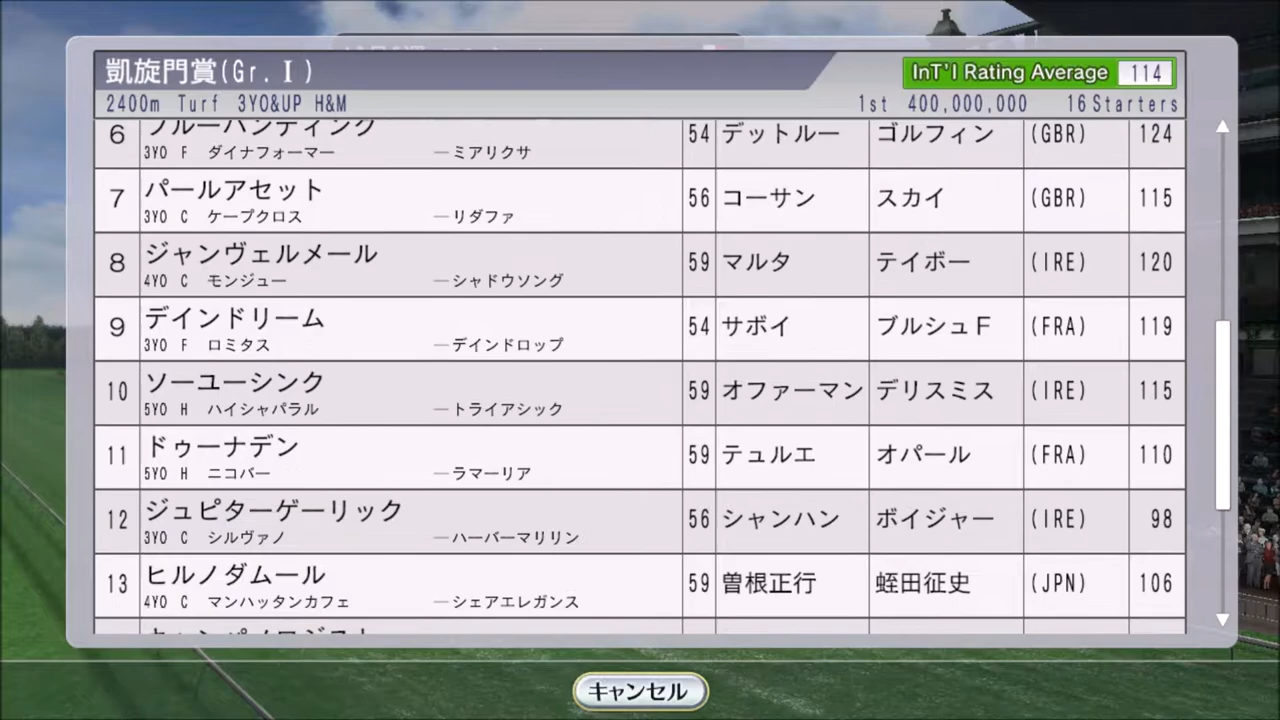 凱旋門賞(Gr.I)
InT'l Rating Average 114
2400m Turf 3YO&UP H&M
1st 400,000,000 16Starters
6 ブルーバンティング 54 デットルー ゴルフィン (GBR) 124
3YO F ダイナフォーマー ―ミアリクサ
7 パールアセット 56 コーサン スカイ (GBR) 115
3YO C ケープクロス ―リダファ
8 ジャンヴェルメール 59 マルタ テイボー (IRE) 120
4YO C モンジュー ―シャドウソング
9 デインドリーム 54 サボイ ブルシュF (FRA) 119
3YO F ロミタス ―デインドロップ
10 ソーユーシンク 59 オファーマン デリスミス (IRE) 115
5YO H ハイシャパラル ―トライアシック
11 ドゥーナデン 59 テュルエ オパール (FRA) 110
5YO H ニコバー ―ラマーリア
12 ジュピターゲーリック 56 シャンハン ボイジャー (IRE) 98
3YO C シルヴァノ ―ハーバーマリリン
13 ヒルノダムール 59 曽根正行 蛭田征史 (JPN) 106
4YO C マンハッタンカフェ ―シェアエレガンス
キャンセル